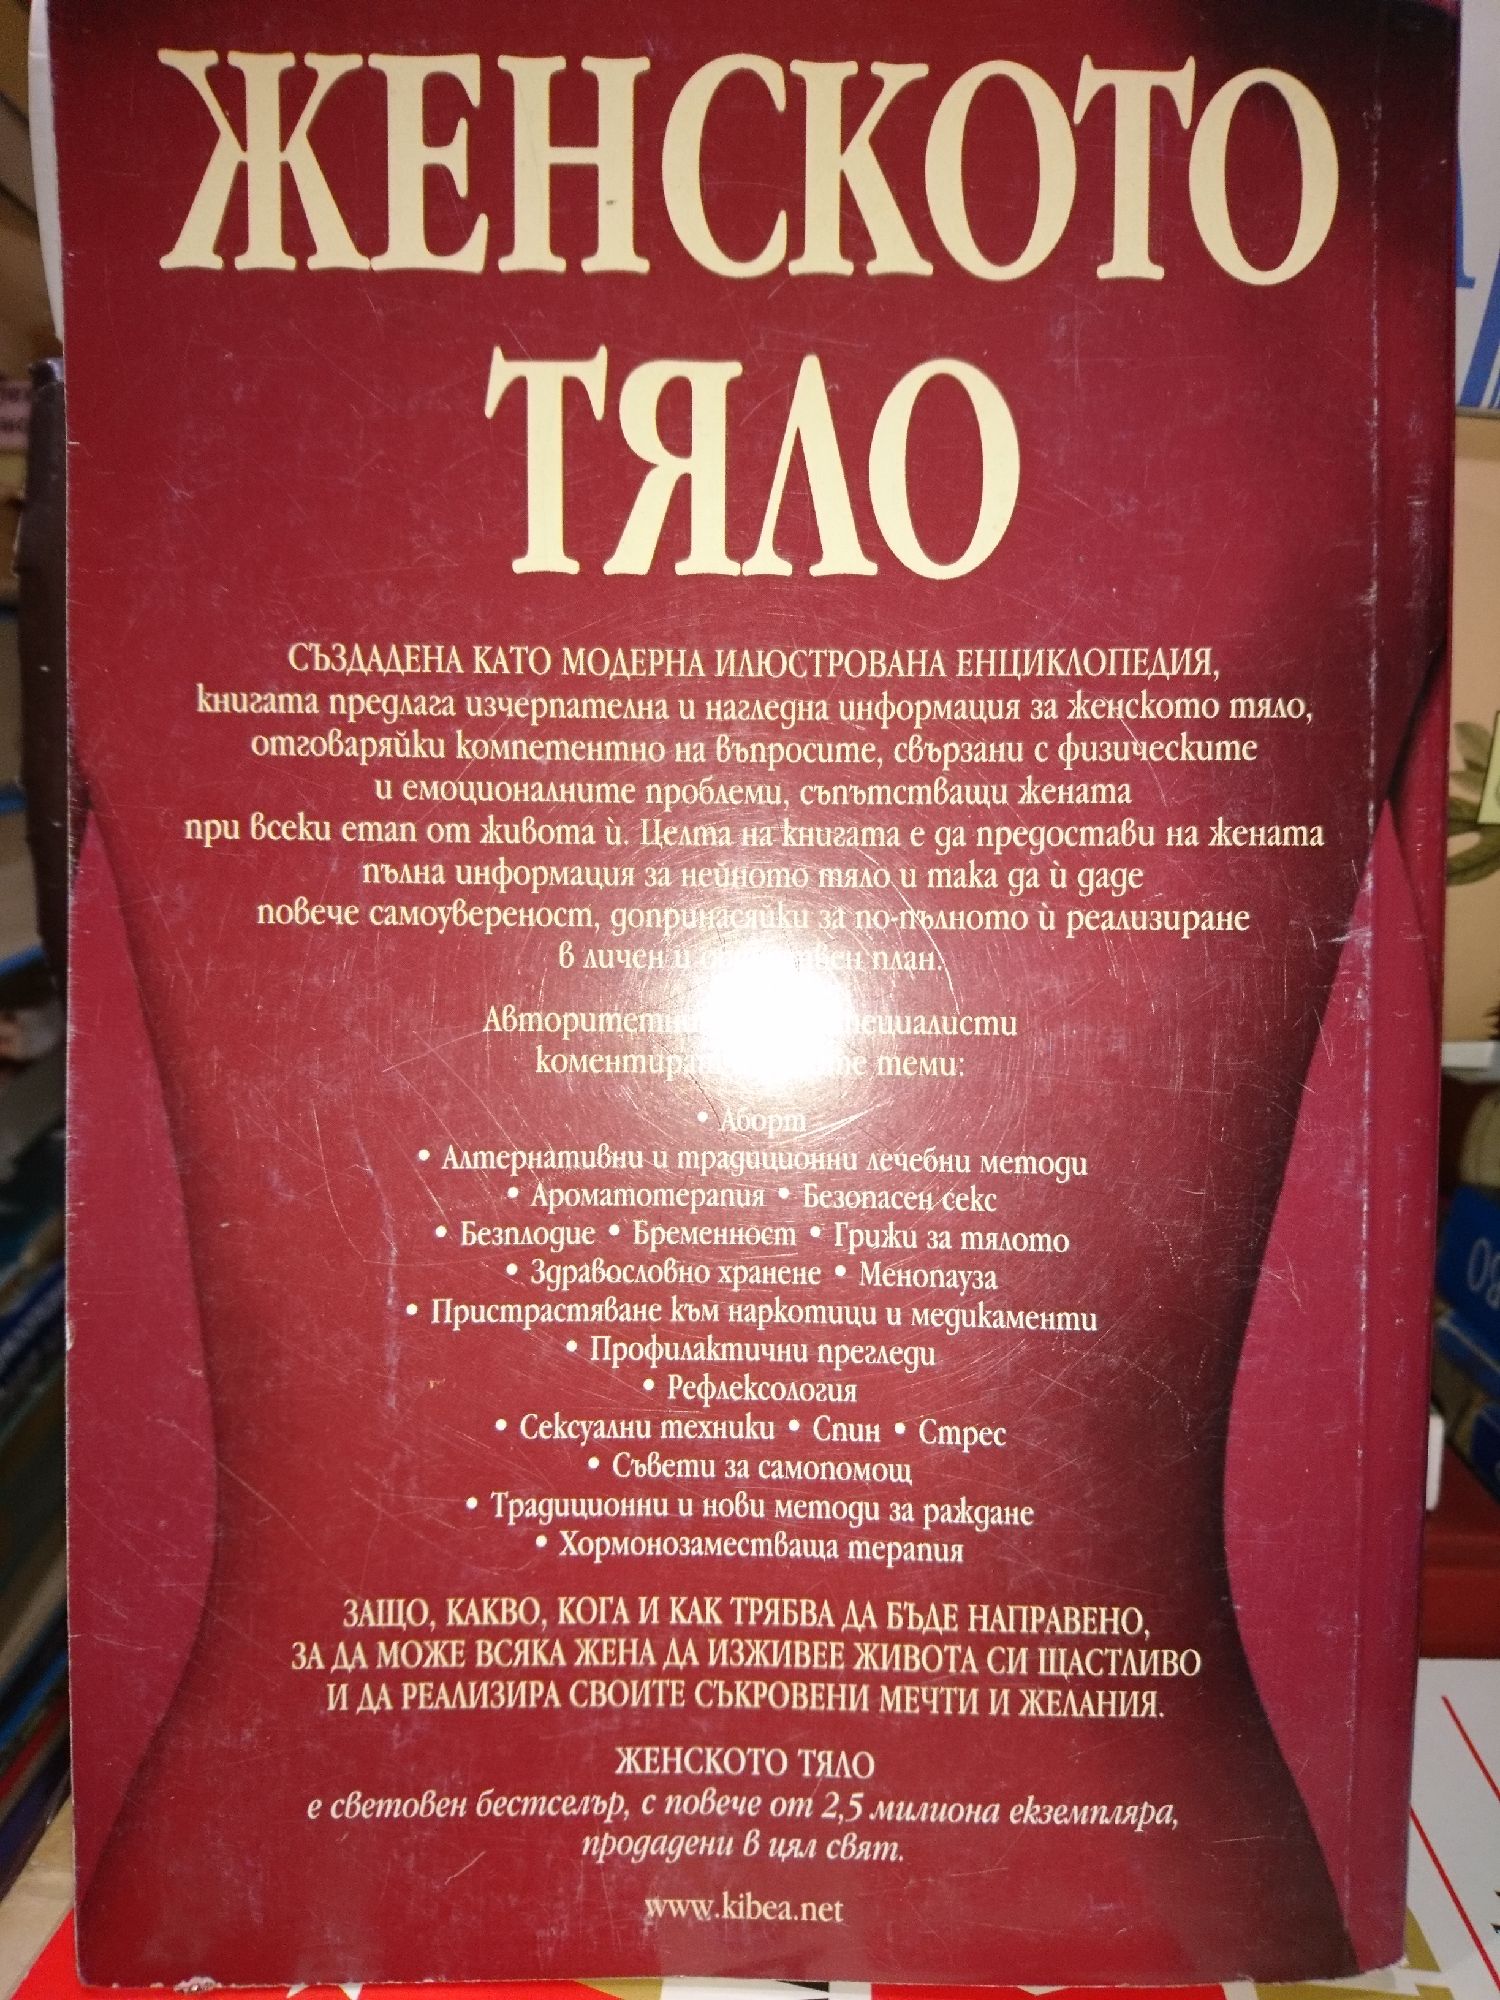 ЖЕНСКОТО
ТЯЛО
СЪЗДАДЕНА КАТО МОДЕРНА ИЛЮСТРОВАНА ЕНЦИКЛОПЕДИЯ,
книгата предлага изчерпателна и нагледна информация за женското тяло,
отговаряйки компетентно на въпросите, свързани с физическите
и емоционалните проблеми, съпътстващи жената
при всеки етап от живота ѝ. Целта на книгата е да предостави на жената
пълна информация за нейното тяло и така да ѝ даде
повече самоувереност, допринасяйки за по-пълното ѝ реализиране
в личен и план.
коментират теми:
• Аборт
• Алтернативни и традиционни лечебни методи
• Ароматотерапия • Безопасен секс
• Безплодие • Бременност • Грижи за тялото
• Здравословно хранене • Менопауза
• Пристрастяване към наркотици и медикаменти
• Профилактични прегледи
• Рефлексология
• Сексуални техники • Спин • Стрес
• Съвети за самопомощ
• Традиционни и нови методи за раждане
• Хормонозаместваща терапия
ЗАЩО, КАКВО, КОГА И КАК ТРЯБВА ДА БЪДЕ НАПРАВЕНО,
ЗА ДА МОЖЕ ВСЯКА ЖЕНА ДА ИЗЖИВЕЕ ЖИВОТА СИ ЩАСТЛИВО
И ДА РЕАЛИЗИРА СВОИТЕ СЪКРОВЕНИ МЕЧТИ И ЖЕЛАНИЯ.
ЖЕНСКОТО ТЯЛО
е световен бестселър, с повече от 2,5 милиона екземпляра,
продадени в цял свят.
www.kibea.net